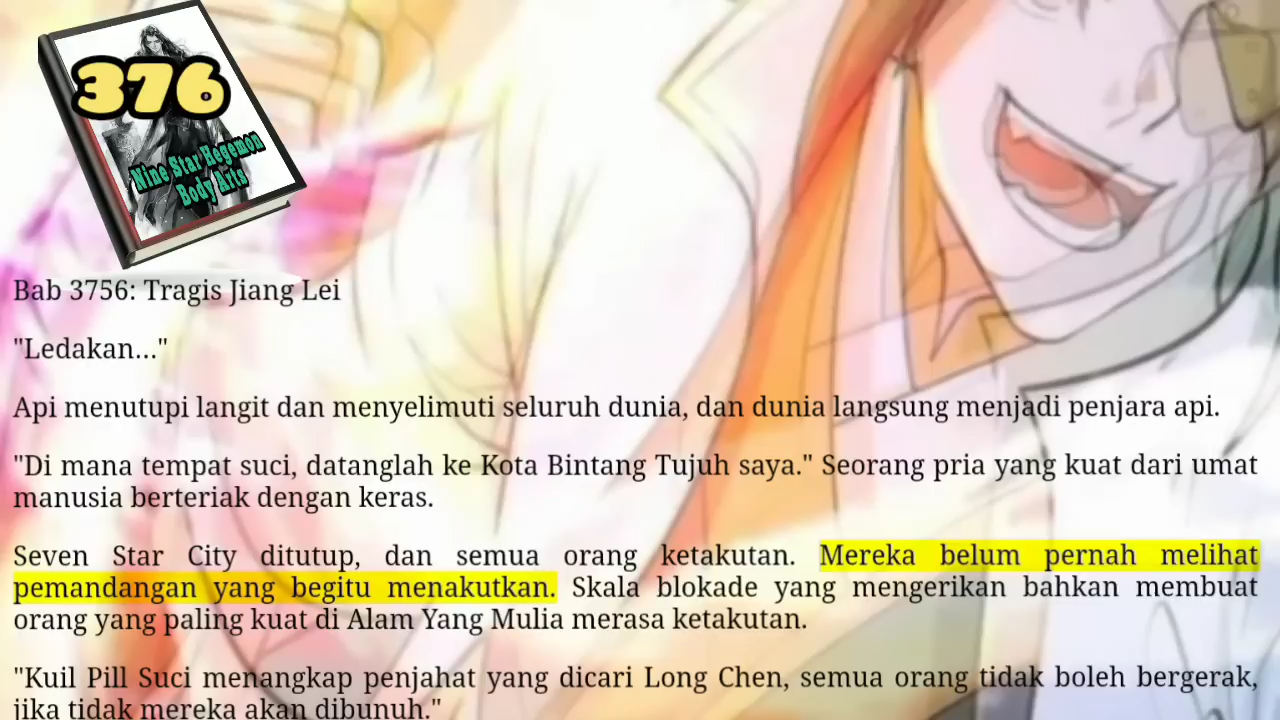 376
Nine Star Hegemon
Body Arts
Bab 3756: Tragis Jiang Lei
"Ledakan..."
Api menutupi langit dan menyelimuti seluruh dunia, dan dunia langsung menjadi penjara api.
"Di mana tempat suci, datanglah ke Kota Bintang Tujuh saya." Seorang pria yang kuat dari umat
manusia berteriak dengan keras.
Seven Star City ditutup, dan semua orang ketakutan. Mereka belum pernah melihat
pemandangan yang begitu menakutkan. Skala blokade yang mengerikan bahkan membuat
orang yang paling kuat di Alam Yang Mulia merasa ketakutan.
"Kuil Pill Suci menangkap penjahat yang dicari Long Chen, semua orang tidak boleh bergerak,
jika tidak mereka akan dibunuh."